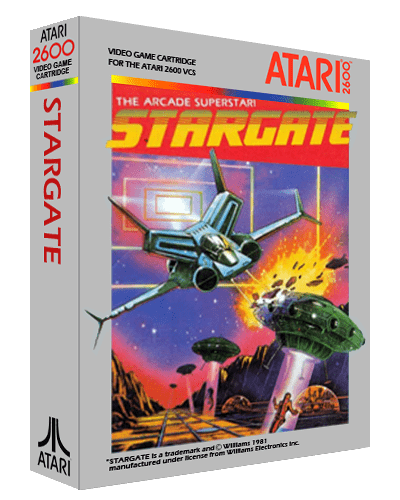 ATARI
2600
VIDEO GAME
CARTRIDGE
STARGATE
ATARI
VIDEO GAME CARTRIDGE
FOR THE ATARI 2600 VCS
ATARI 2600
THE ARCADE SUPERSTAR!
STARGATE
*STARGATE is a trademark and © Williams 1981
manufactured under license from Williams Electronics Inc.